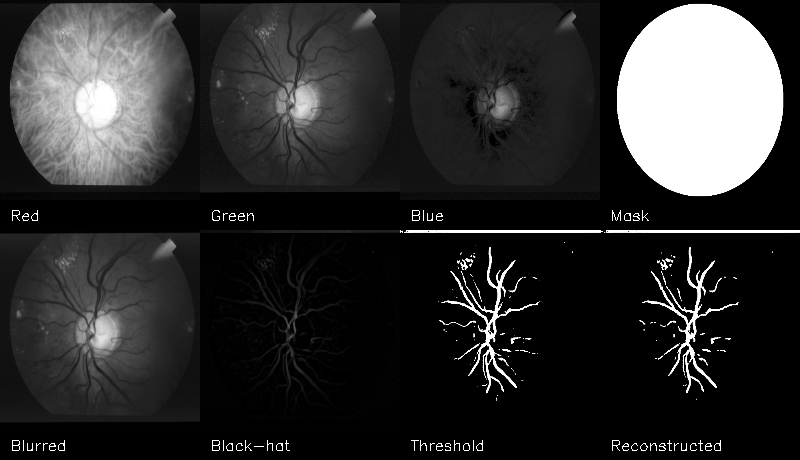 Red
Green
Blue
Mask
Blurred
Black-hat
Threshold
Reconstructed